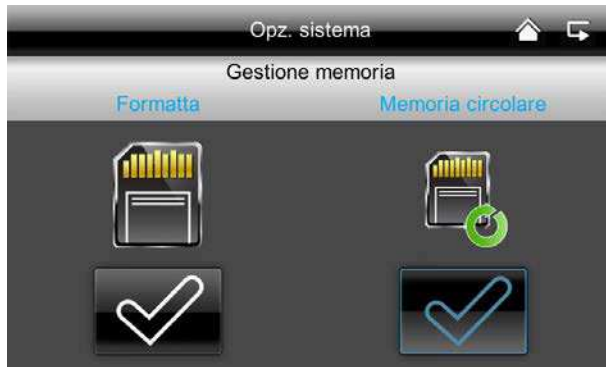 Opz. sistema
Gestione memoria
Formatta Memoria circolare